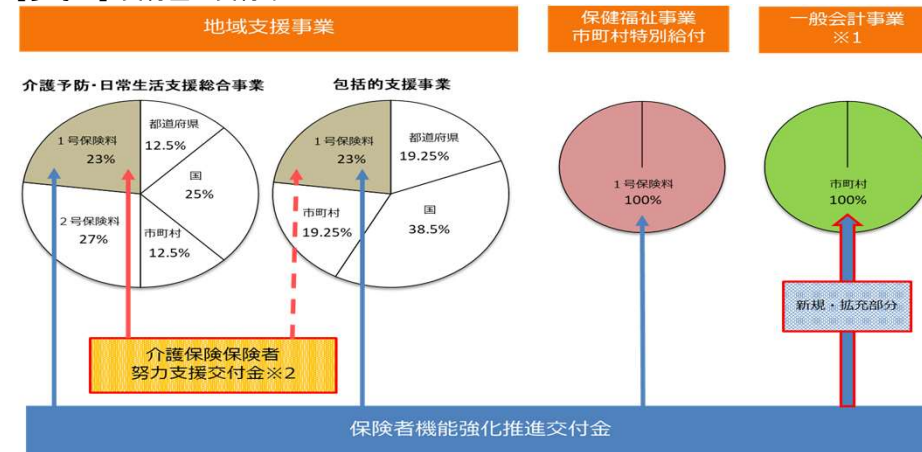 地域支援事業
保健福祉事業
市町村特別給付
一般会計事業
※1
介護予防・日常生活支援総合事業
包括的支援事業
1号保険料
23%
都道府県
12.5%
国
25%
2号保険料
27%
市町村
12.5%
1号保険料
23%
都道府県
19.25%
市町村
19.25%
国
38.5%
1号保険料
100%
市町村
100%
新規・拡充部分
介護保険保険者
努力支援交付金※2
保険者機能強化推進交付金